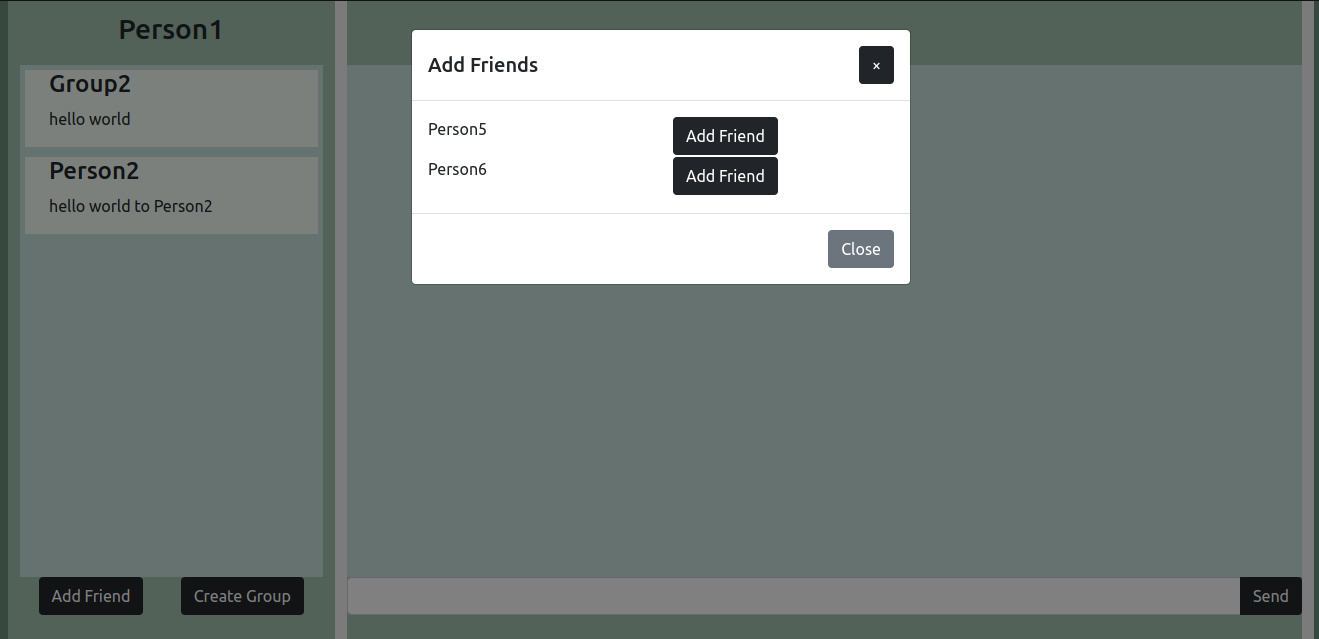 Person1
Group2
hello world
Person2
hello world to Person2
Add Friend
Create Group
Add Friends
×
Person5
Add Friend
Person6
Add Friend
Close
Send